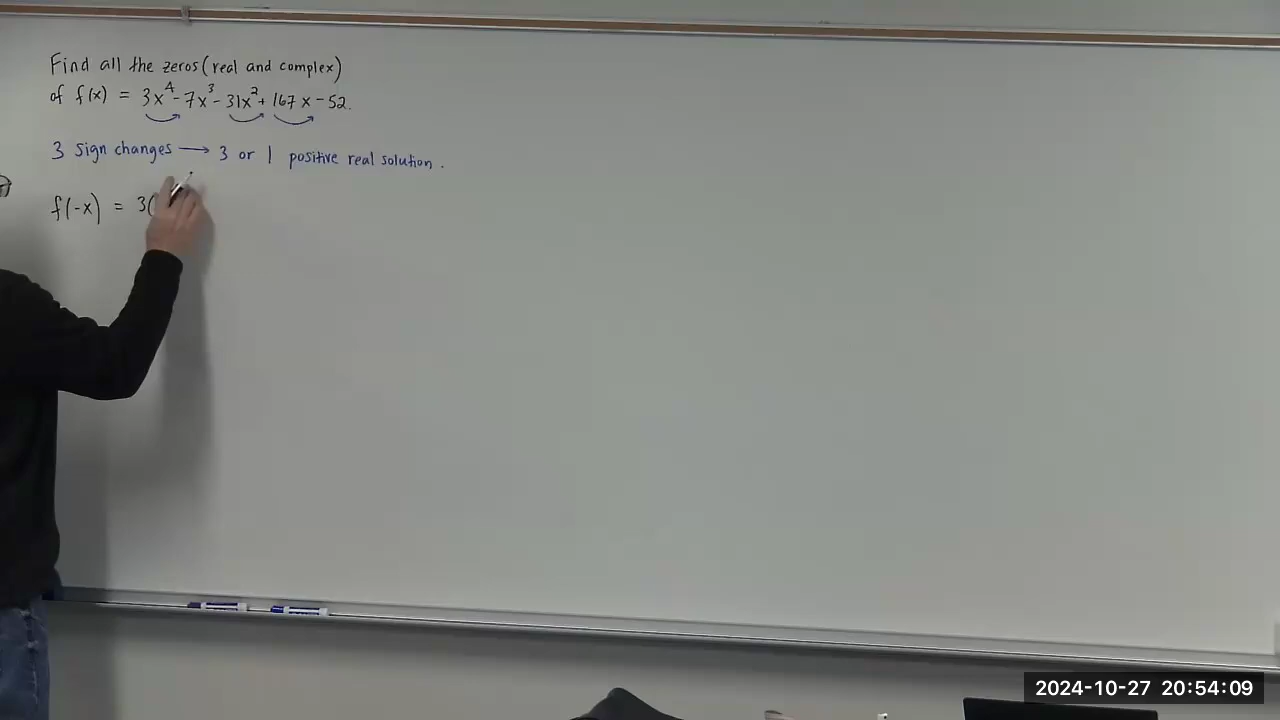 Find all the zeros (real and complex)
of f(x) = 3x⁴ - 7x³ - 31x² + 167x - 52.
3 sign changes → 3 or 1 positive real solution.
f(-x) = 3(
2024-10-27 20:54:09